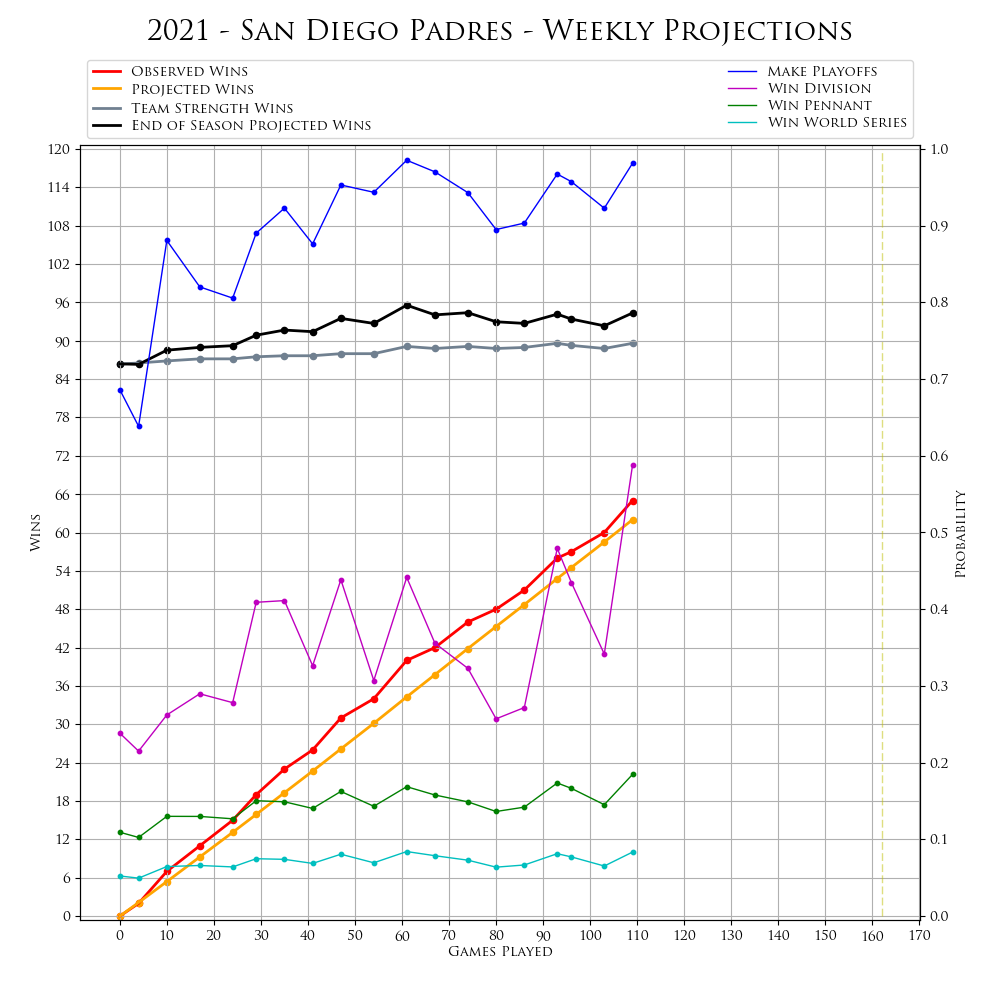 2021 - San Diego Padres - Weekly Projections
Observed Wins
Projected Wins
Team Strength Wins
End of Season Projected Wins
Make Playoffs
Win Division
Win Pennant
Win World Series
120
114
108
102
96
90
84
78
72
66
60
54
48
42
36
30
24
18
12
6
0
Wins
1.0
0.9
0.8
0.7
0.6
0.5
0.4
0.3
0.2
0.1
0.0
Probability
0 10 20 30 40 50 60 70 80 90 100 110 120 130 140 150 160 170
Games Played